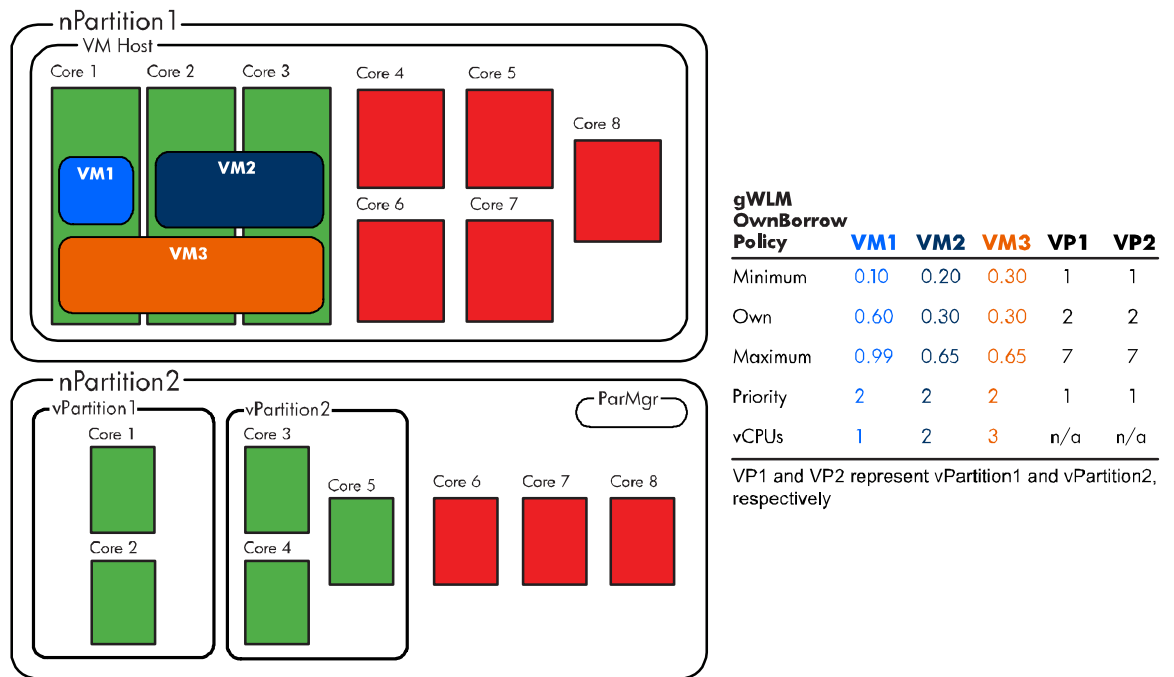 nPartition1
VM Host
Core 1 Core 2 Core 3
Core 4 Core 5
Core 8
VM1 VM2
VM3
Core 6 Core 7
nPartition2
vPartition1 vPartition2 ParMgr
Core 1 Core 3
Core 5 Core 6 Core 7 Core 8
Core 2 Core 4
gWLM
OwnBorrow
Policy VM1 VM2 VM3 VP1 VP2
Minimum 0.10 0.20 0.30 1 1
Own 0.60 0.30 0.30 2 2
Maximum 0.99 0.65 0.65 7 7
Priority 2 2 2 1 1
vCPUs 1 2 3 n/a n/a
VP1 and VP2 represent vPartition1 and vPartition2,
respectively